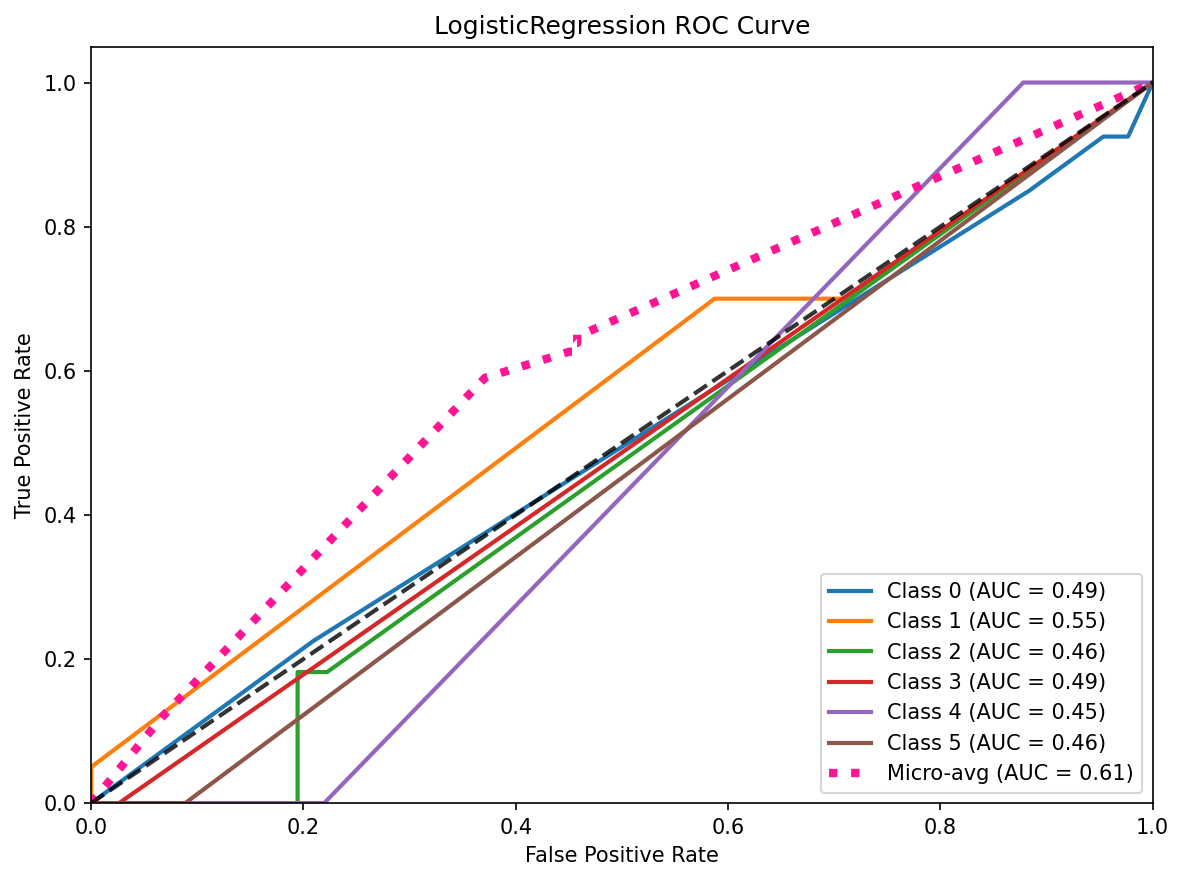 LogisticRegression ROC Curve
True Positive Rate
1.0
0.8
0.6
0.4
0.2
0.0
Class 0 (AUC = 0.49)
Class 1 (AUC = 0.55)
Class 2 (AUC = 0.46)
Class 3 (AUC = 0.49)
Class 4 (AUC = 0.45)
Class 5 (AUC = 0.46)
Micro-avg (AUC = 0.61)
0.0 0.2 0.4 0.6 0.8 1.0
False Positive Rate